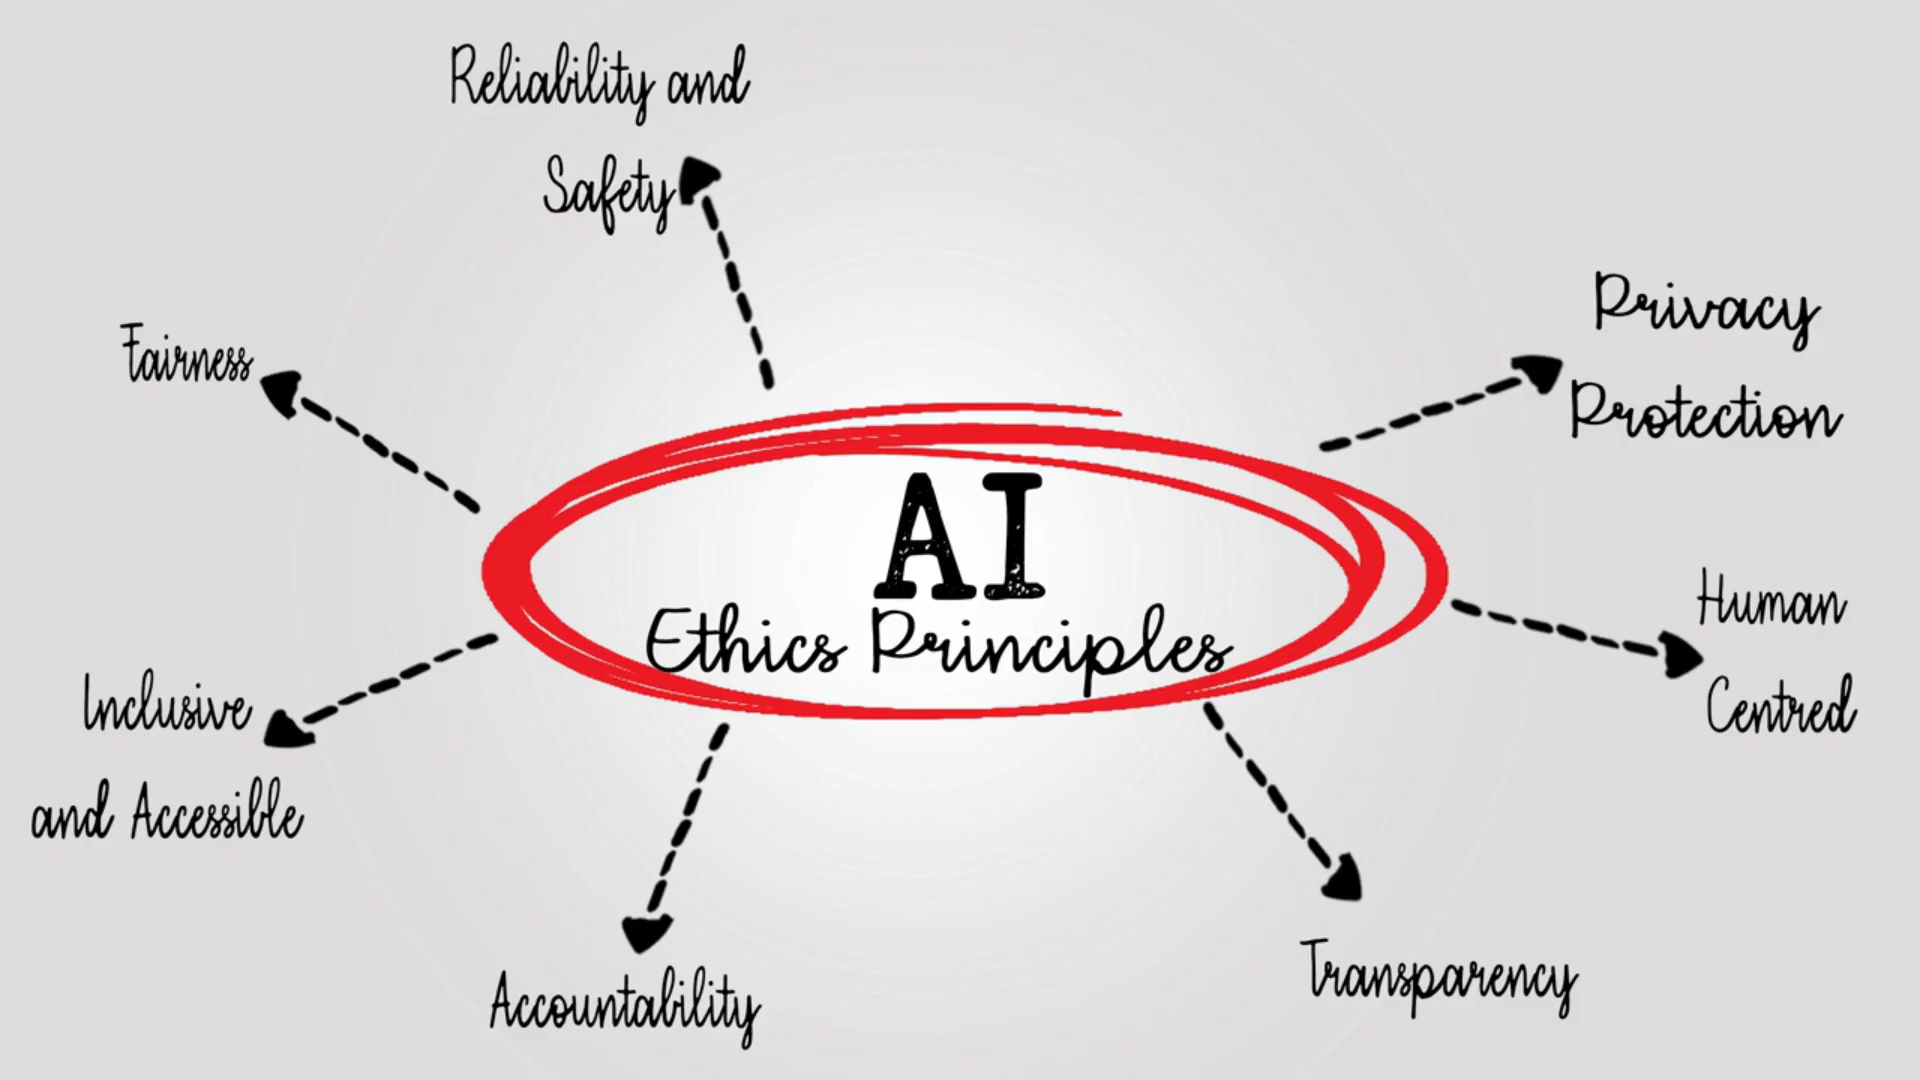 Reliability and
Safety
Privacy
Protection
Fairness
AI
Ethics Principles
Human
Centred
Inclusive
and Accessible
Accountability
Transparency